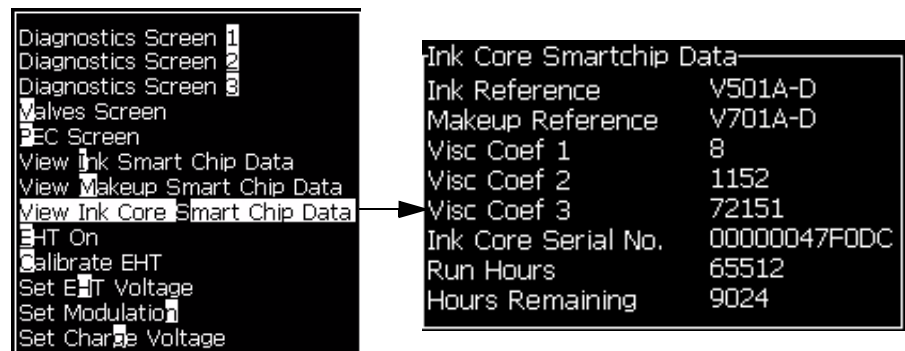 Diagnostics Screen 1
Diagnostics Screen 2
Diagnostics Screen 3
Valves Screen
PEC Screen
View Ink Smart Chip Data
View Makeup Smart Chip Data
View Ink Core Smart Chip Data
EHT On
Calibrate EHT
Set EHT Voltage
Set Modulation
Set Charge Voltage
Ink Core Smartchip Data
Ink Reference V501A-D
Makeup Reference V701A-D
Visc Coef 1 8
Visc Coef 2 1152
Visc Coef 3 72151
Ink Core Serial No. 00000047F0DC
Run Hours 65512
Hours Remaining 9024